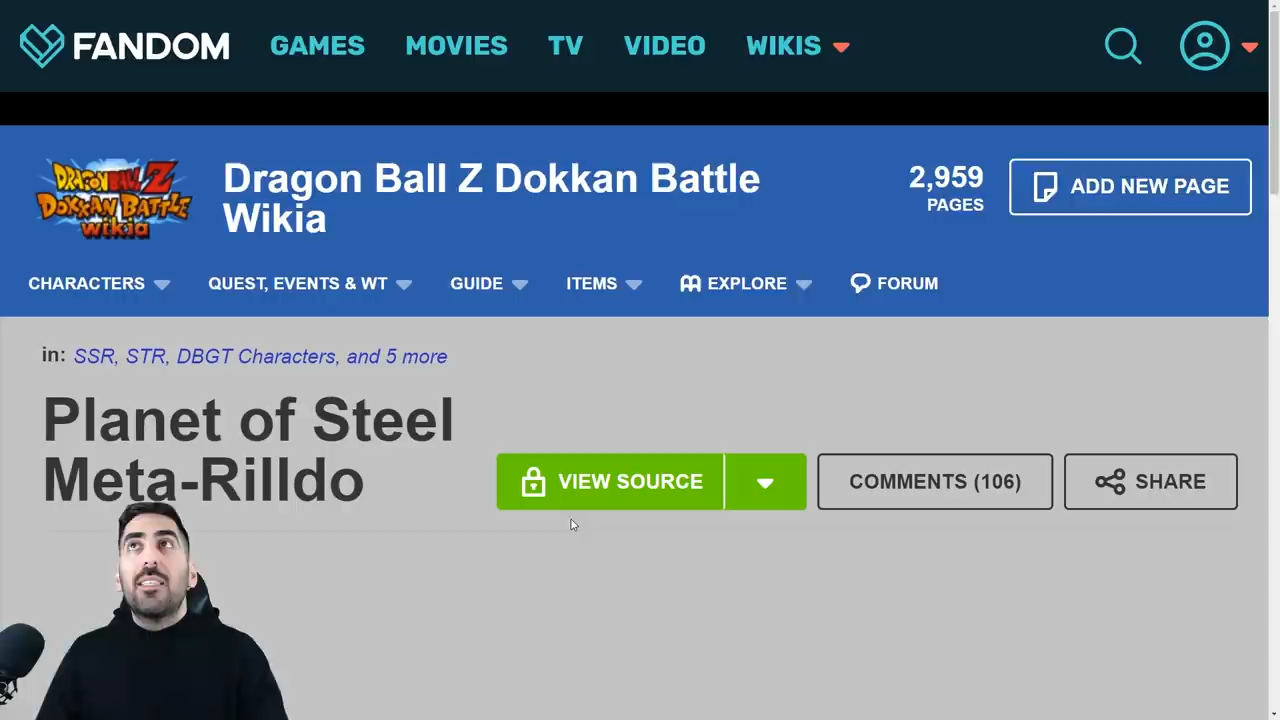 FANDOM GAMES MOVIES TV VIDEO WIKIS
DRAGON BALL Z
DOKKAN BATTLE
wikia
Dragon Ball Z Dokkan Battle
Wikia
2,959
PAGES
ADD NEW PAGE
CHARACTERS QUEST, EVENTS & WT GUIDE ITEMS EXPLORE FORUM
in: SSR, STR, DBGT Characters, and 5 more
Planet of Steel
Meta-Rilldo
VIEW SOURCE COMMENTS (106) SHARE